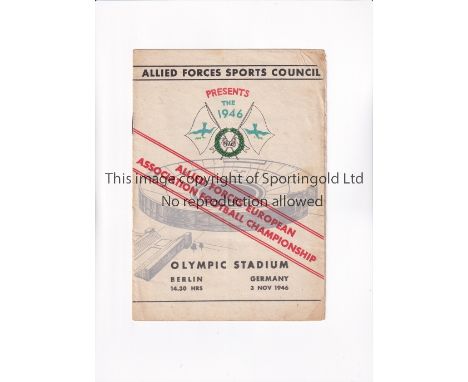 ALLIED FORCES SPORTS COUNCIL
PRESENTS
THE
1946
ALLIED FORCES' EUROPEAN
ASSOCIATION FOOTBALL CHAMPIONSHIP
This image copyright of Sportingold Ltd
No reproduction allowed
OLYMPIC STADIUM
BERLIN GERMANY
14.30 HRS 3 NOV 1946